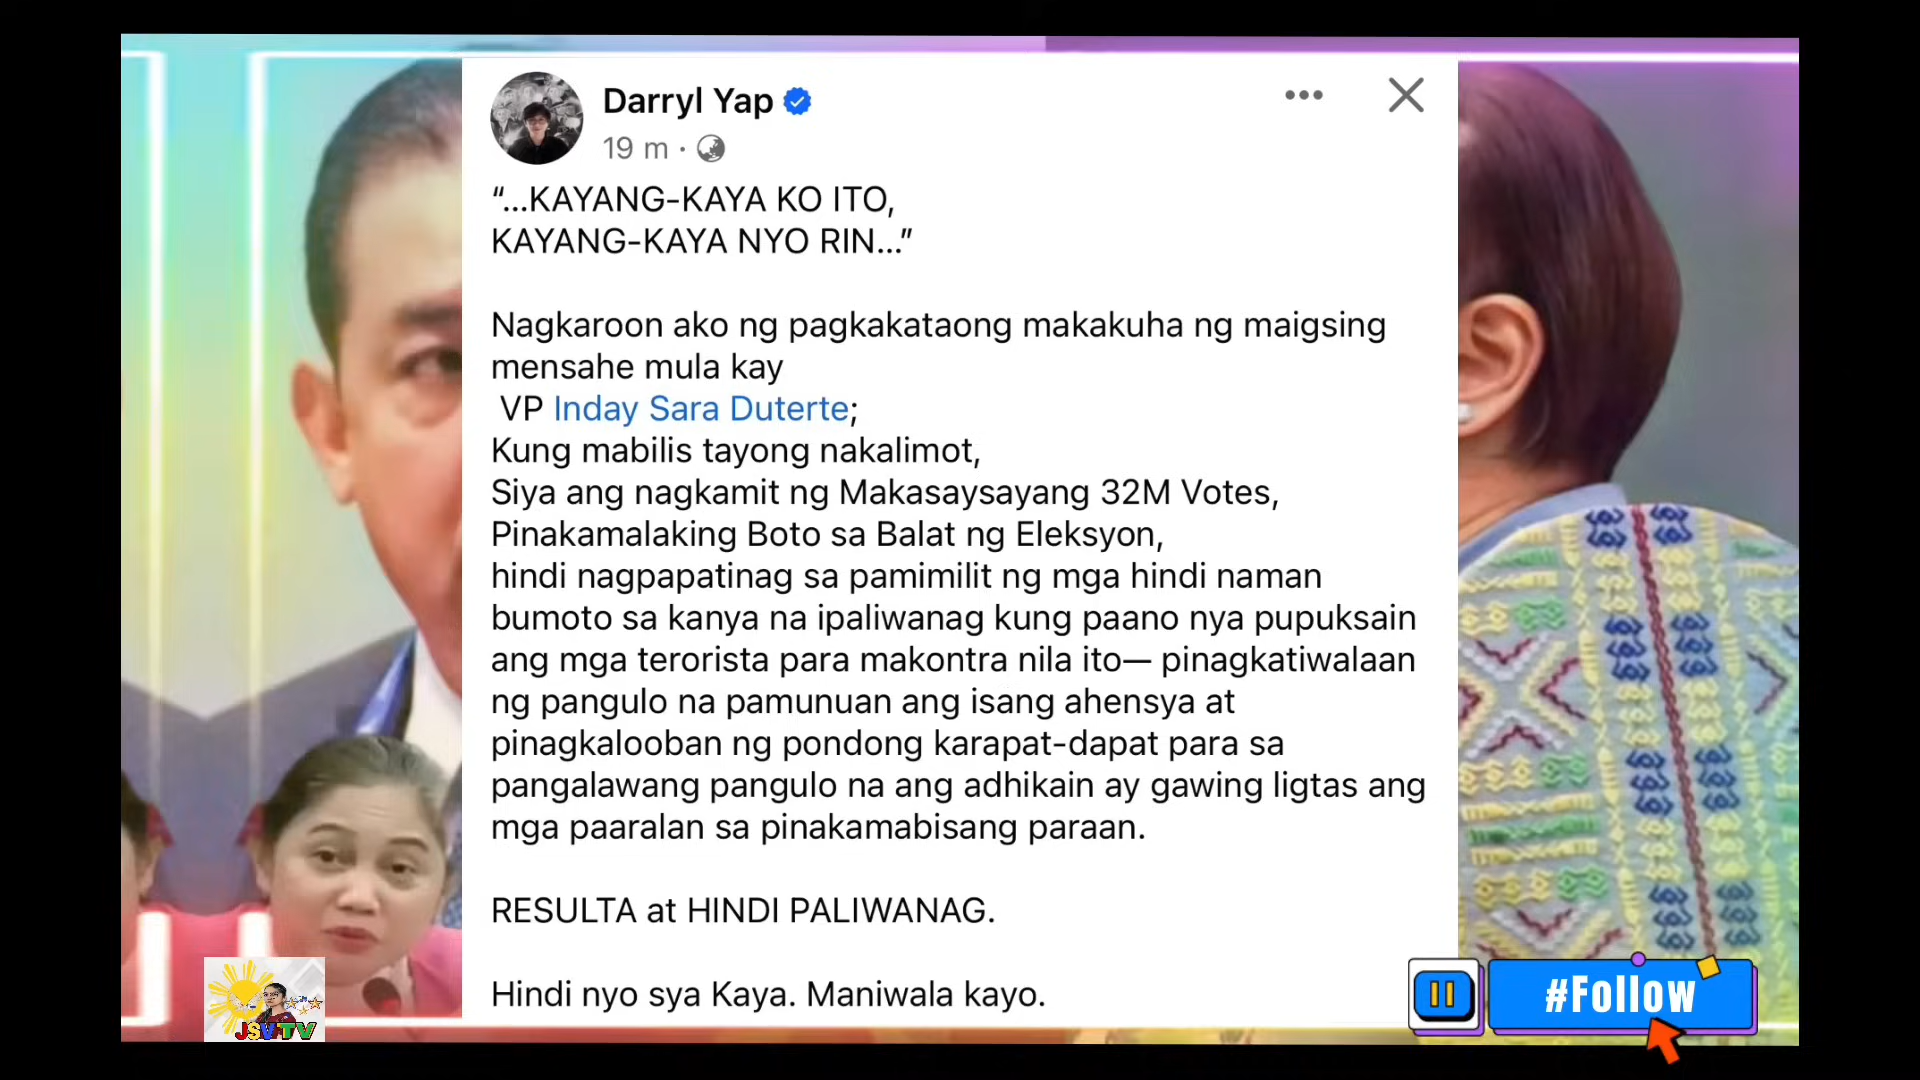 Darryl Yap
19 m
“...KAYANG-KAYA KO ITO,
KAYANG-KAYA NYO RIN...”
Nagkaroon ako ng pagkakataong makakuha ng maigsing
mensahe mula kay
VP Inday Sara Duterte;
Kung mabilis tayong nakalimot,
Siya ang nagkamit ng Makasaysayang 32M Votes,
Pinakamalaking Boto sa Balat ng Eleksyon,
hindi nagpapatinag sa pamimilit ng mga hindi naman
bumoto sa kanya na ipaliwanag kung paano nya pupuksain
ang mga terorista para makontra nila ito— pinagkatiwalaan
ng pangulo na pamunuan ang isang ahensya at
pinagkalooban ng pondong karapat-dapat para sa
pangalawang pangulo na ang adhikain ay gawing ligtas ang
mga paaralan sa pinakamabisang paraan.
RESULTA at HINDI PALIWANAG.
Hindi nyo sya Kaya. Maniwala kayo.
JSV TV
#Follow